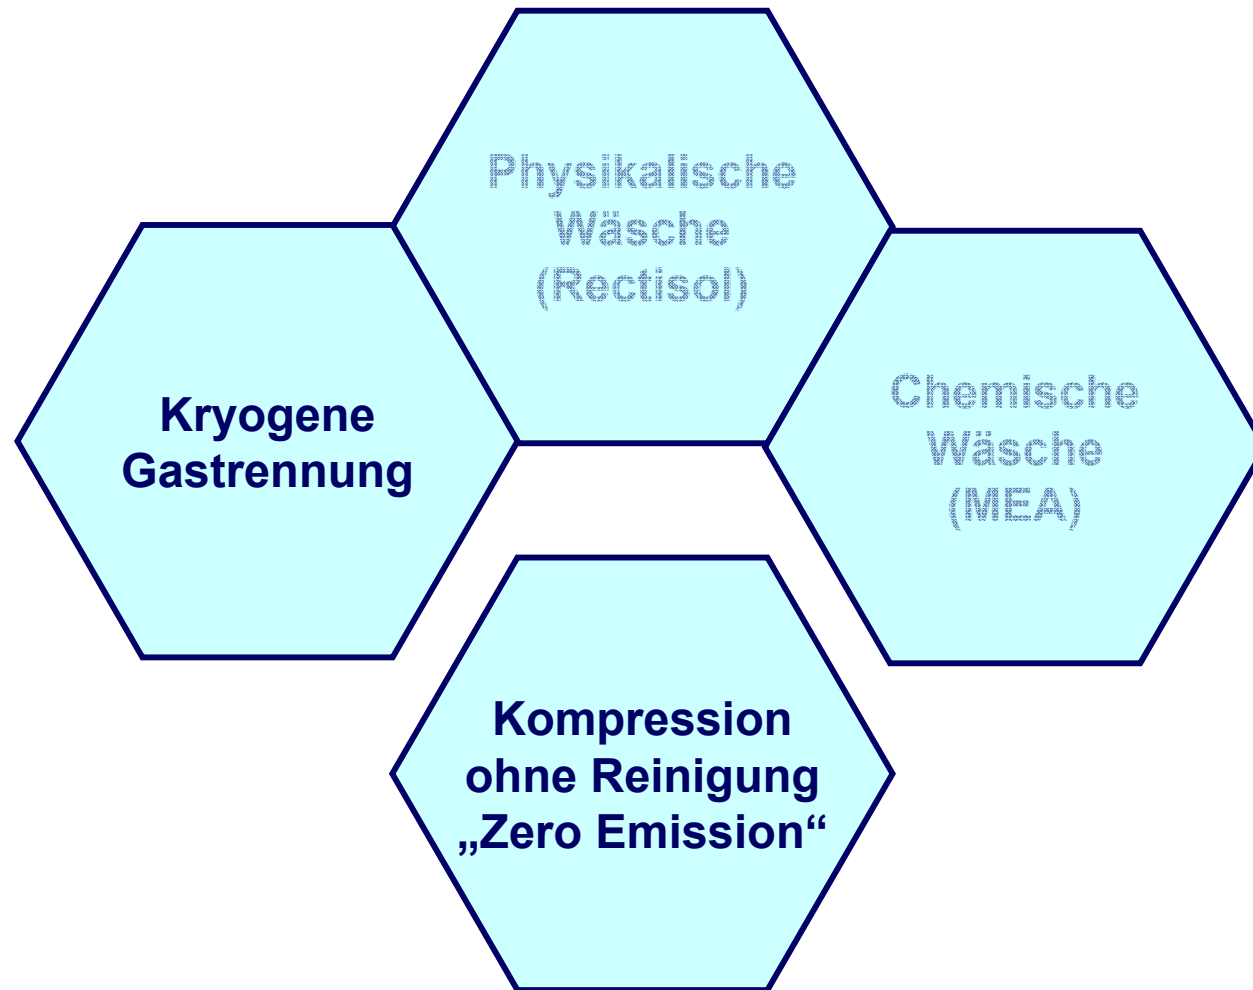 Physikalische
Wäsche
(Rectisol)
Kryogene
Gastrennung
Chemische
Wäsche
(MEA)
Kompression
ohne Reinigung
„Zero Emission“